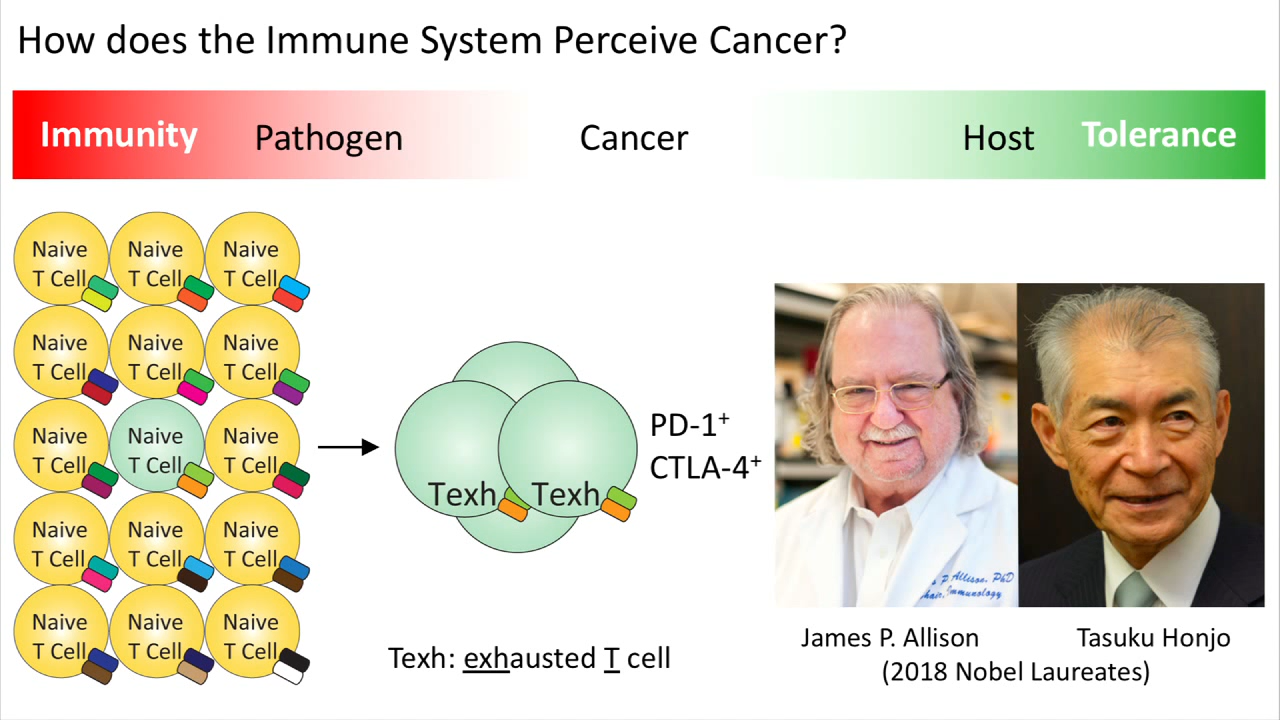 How does the Immune System Perceive Cancer?
Immunity Pathogen Cancer Host Tolerance
Naive Naive Naive
T Cell T Cell T Cell
Naive Naive Naive
T Cell T Cell T Cell
Naive Naive Naive
T Cell T Cell T Cell
Naive Naive Naive
T Cell T Cell T Cell
Naive Naive Naive
T Cell T Cell T Cell
Texh Texh
PD-1⁺
CTLA-4⁺
Texh: exhausted T cell
P. Allison, PhD
Immunology
James P. Allison Tasuku Honjo
(2018 Nobel Laureates)